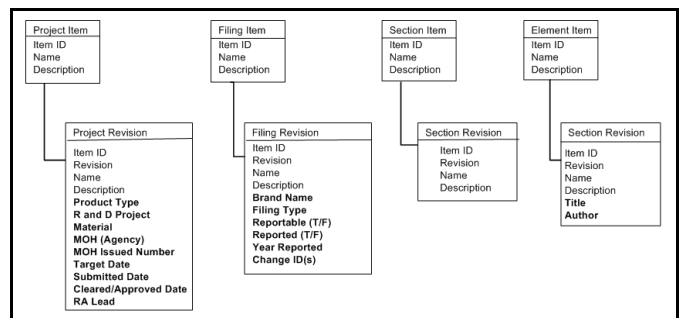 Project Item
Item ID
Name
Description
Project Revision
Item ID
Revision
Name
Description
Product Type
R and D Project
Material
MOH (Agency)
MOH Issued Number
Target Date
Submitted Date
Cleared/Approved Date
RA Lead
Filing Item
Item ID
Name
Description
Filing Revision
Item ID
Revision
Name
Description
Brand Name
Filing Type
Reportable (T/F)
Reported (T/F)
Year Reported
Change ID(s)
Section Item
Item ID
Name
Description
Section Revision
Item ID
Revision
Name
Description
Element Item
Item ID
Name
Description
Section Revision
Item ID
Revision
Name
Description
Title
Author